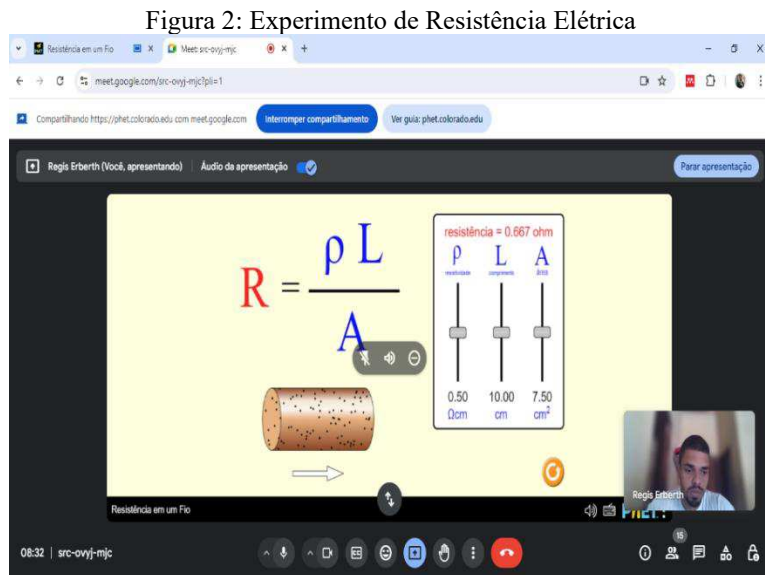 Figura 2: Experimento de Resistência Elétrica
Resistência em um Fio
Meet: src-ovyj-mjc
meet.google.com/src-ovyj-mjc?pli=1
Compartilhando https://phet.colorado.edu com meet.google.com
Interromper compartilhamento
Ver guia: phet.colorado.edu
Regis Erberth (Você, apresentando)
Áudio da apresentação
Parar apresentação
R = ρ L / A
resistência = 0.667 ohm
ρ L A
resistividade comprimento área
0.50 10.00 7.50
Ωcm cm cm²
Resistência em um Fio
Regis Erberth
PhET
08:32 | src-ovyj-mjc
15